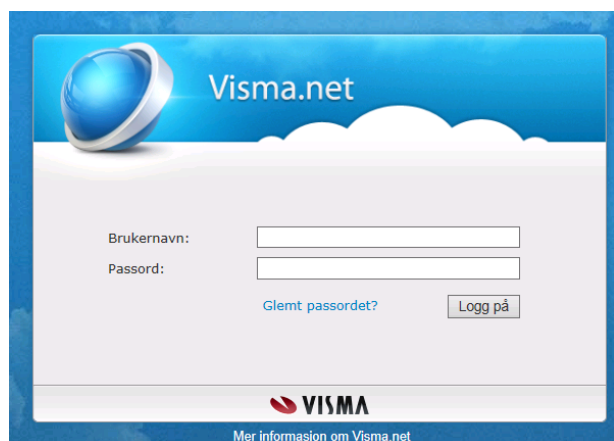 Visma.net
Brukernavn:
Passord:
Glemt passordet? Logg på
VISMA
Mer informasjon om Visma.net